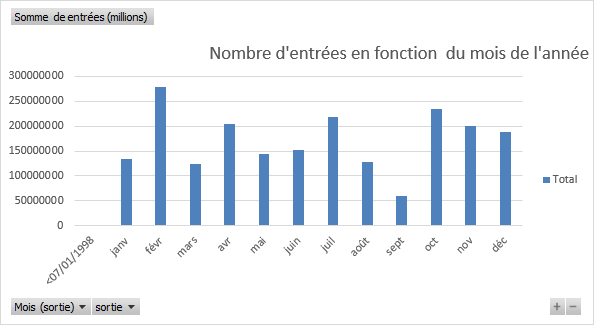 Somme de entrées (millions)
Nombre d'entrées en fonction du mois de l'année
300000000
250000000
200000000
150000000
100000000
50000000
0
<07/01/1998
janv
févr
mars
avr
mai
juin
juil
août
sept
oct
nov
déc
Total
Mois (sortie)
sortie
+
−